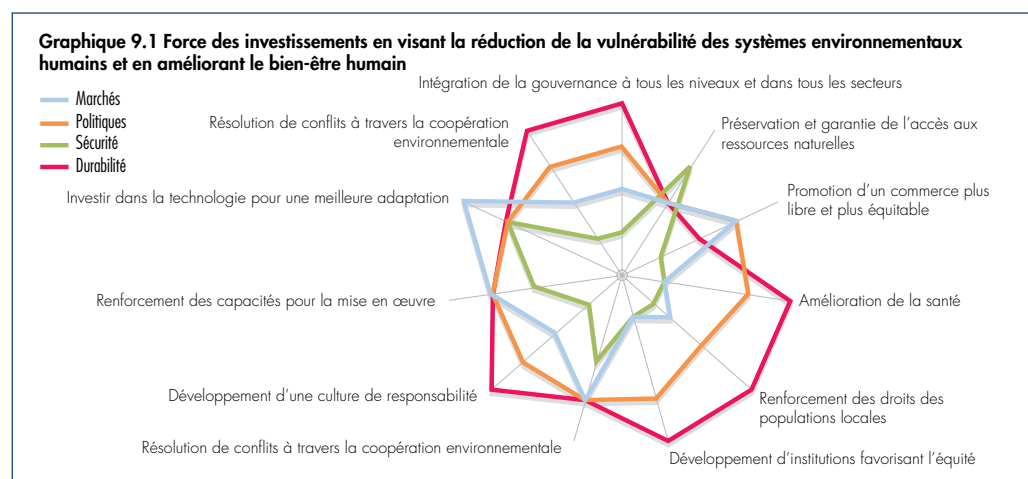 Graphique 9.1 Force des investissements en visant la réduction de la vulnérabilité des systèmes environnementaux
humains et en améliorant le bien-être humain
Marchés
Politiques
Sécurité
Durabilité
Intégration de la gouvernance à tous les niveaux et dans tous les secteurs
Résolution de conflits à travers la coopération
environnementale
Préservation et garantie de l'accès aux
ressources naturelles
Investir dans la technologie pour une meilleure adaptation
Promotion d'un commerce plus
libre et plus équitable
Renforcement des capacités pour la mise en œuvre
Amélioration de la santé
Développement d'une culture de responsabilité
Renforcement des droits des
populations locales
Résolution de conflits à travers la coopération environnementale
Développement d'institutions favorisant l'équité